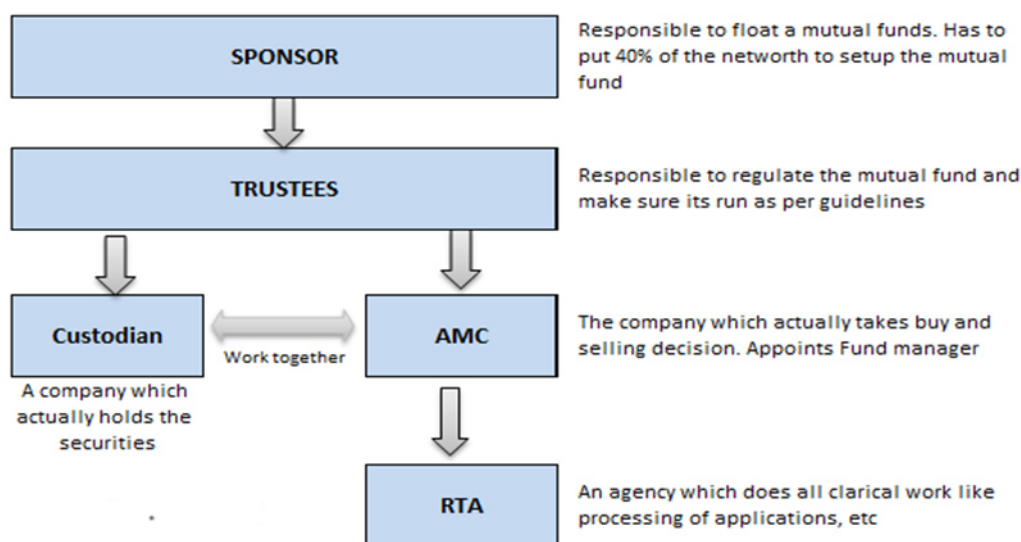 SPONSOR
Responsible to float a mutual funds. Has to
put 40% of the networth to setup the mutual
fund
TRUSTEES
Responsible to regulate the mutual fund and
make sure its run as per guidelines
Custodian
Work together
AMC
The company which actually takes buy and
selling decision. Appoints Fund manager
A company which
actually holds the
securities
RTA
An agency which does all clarical work like
processing of applications, etc